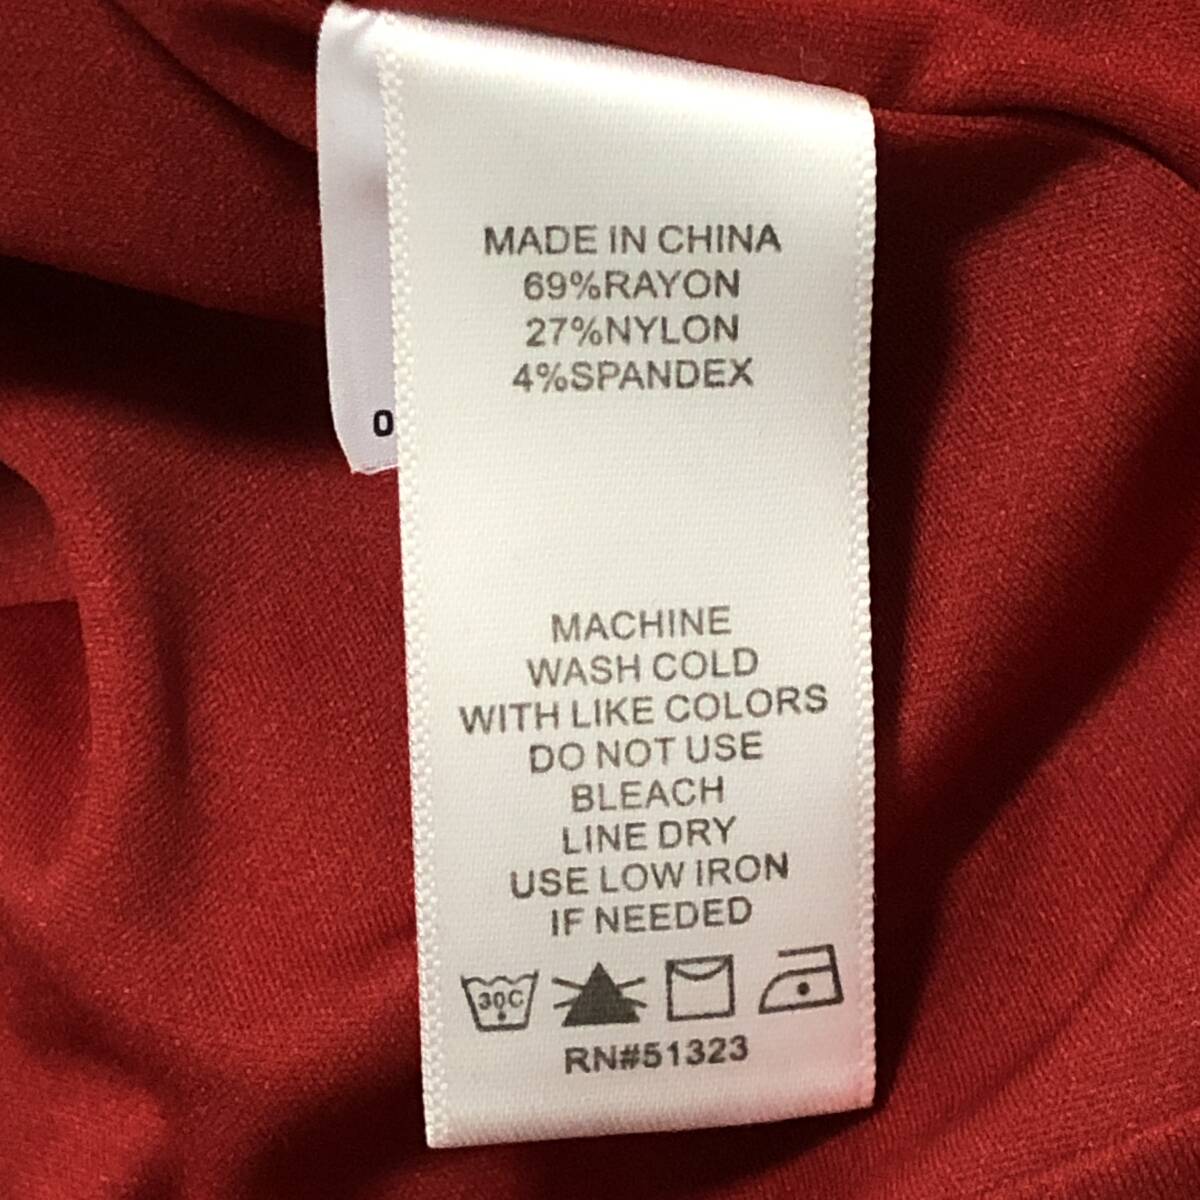 MADE IN CHINA
69%RAYON
27%NYLON
4%SPANDEX
0
MACHINE
WASH COLD
WITH LIKE COLORS
DO NOT USE
BLEACH
LINE DRY
USE LOW IRON
IF NEEDED
30C
RN#51323